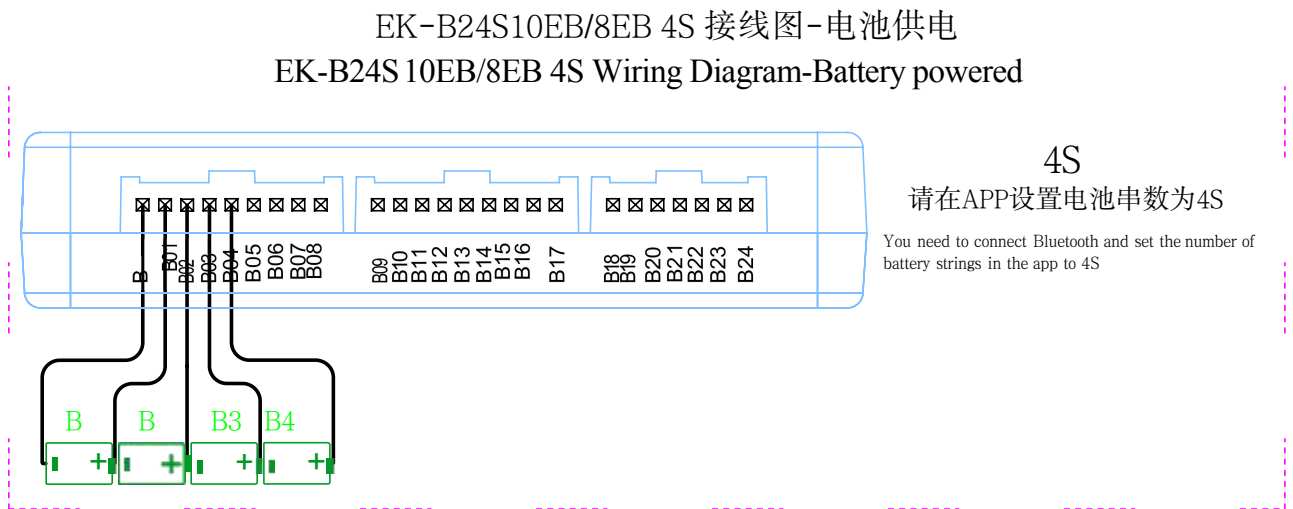 EK-B24S10EB/8EB 4S 接线图-电池供电
EK-B24S10EB/8EB 4S Wiring Diagram-Battery powered
4S
请在APP设置电池串数为4S
You need to connect Bluetooth and set the number of
battery strings in the app to 4S
B B01 B02 B03 B04 B05 B06 B07 B08
B09 B10 B11 B12 B13 B14 B15 B16 B17
B18 B19 B20 B21 B22 B23 B24
B B B3 B4
- + - + - + - +